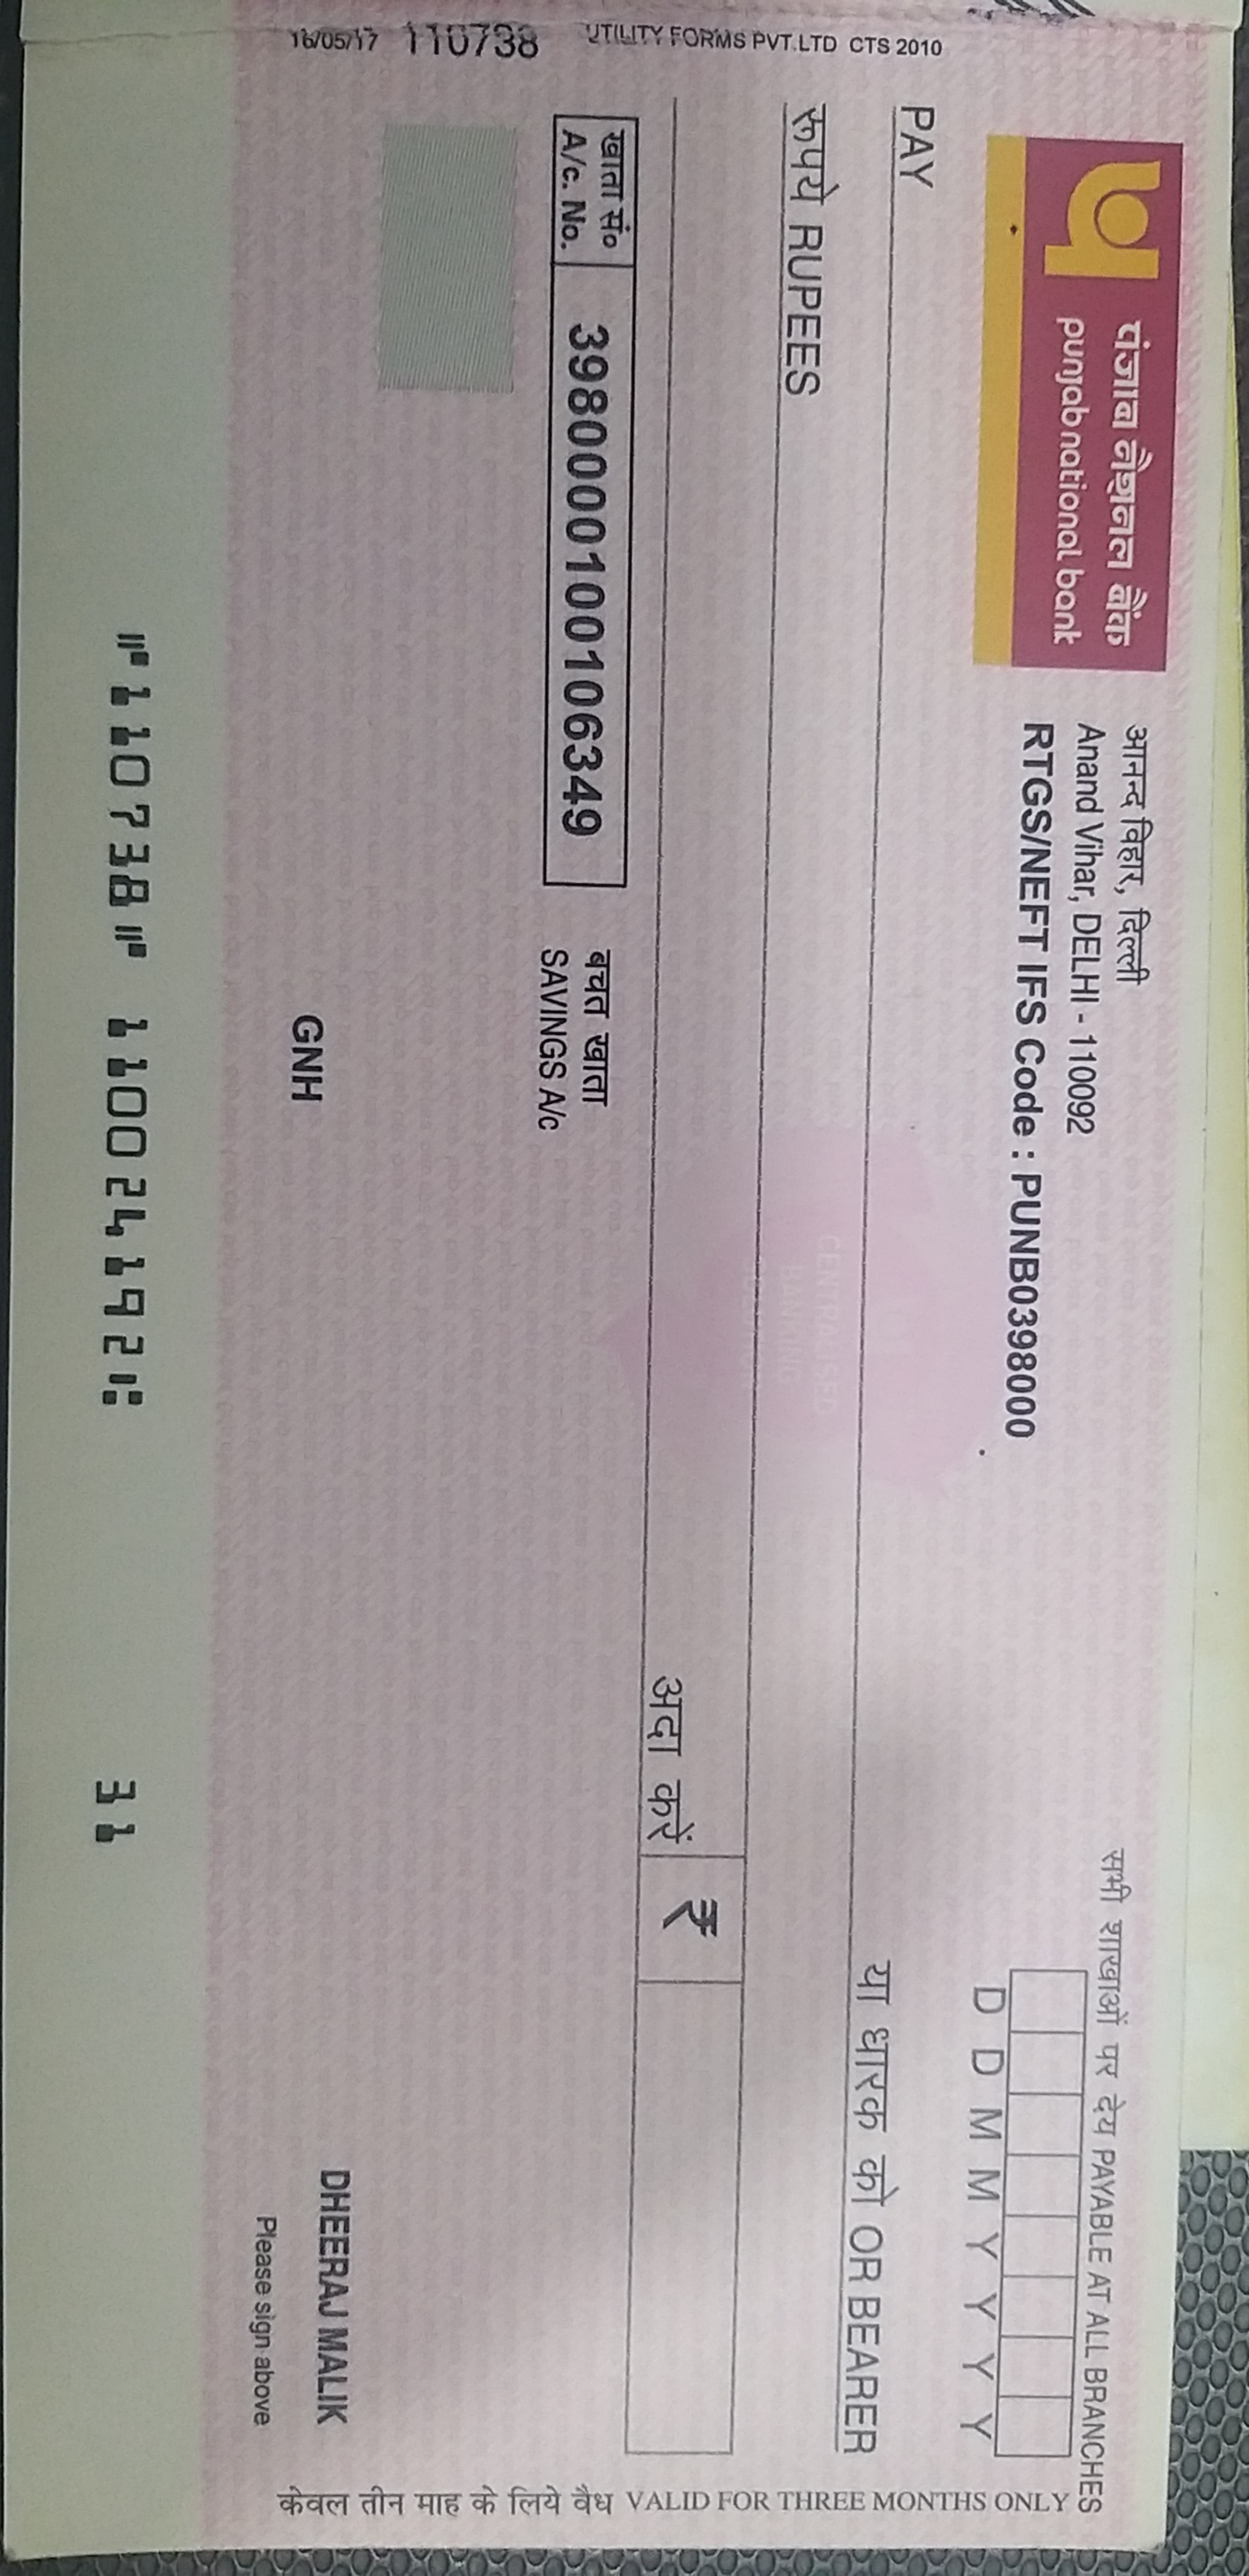 पंजाब नैशनल बैंक
punjab national bank
आनन्द विहार, दिल्ली
Anand Vihar, DELHI - 110092
RTGS/NEFT IFS Code : PUNB0398000
सभी शाखाओं पर देय PAYABLE AT ALL BRANCHES
D D M M Y Y Y Y
PAY
या धारक को OR BEARER
रूपये RUPEES
अदा करें
₹
खाता सं०
A/c. No.
3980000100106349
बचत खाता
SAVINGS A/c
GNH
DHEERAJ MALIK
Please sign above
16/05/17 110738 UTILITY FORMS PVT.LTD CTS 2010
केवल तीन माह के लिये वैध VALID FOR THREE MONTHS ONLY
⑈110738⑈ 110024192⑆ 31